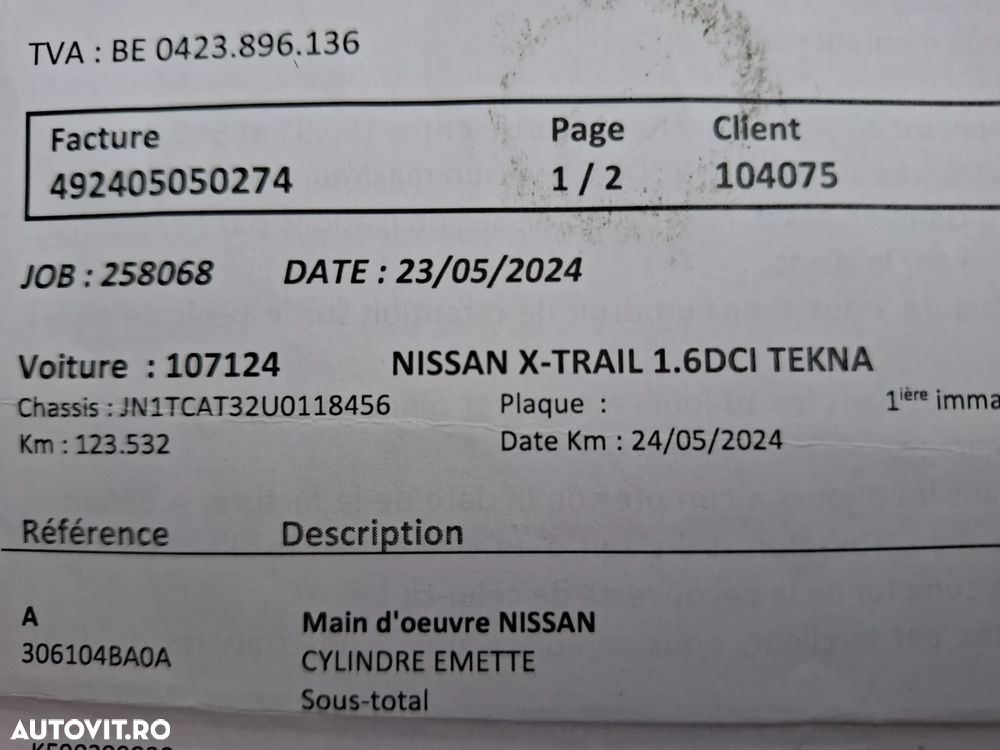 TVA : BE 0423.896.136
Facture Page Client
492405050274 1 / 2 104075
JOB : 258068 DATE : 23/05/2024
Voiture : 107124 NISSAN X-TRAIL 1.6DCI TEKNA
Chassis : JN1TCAT32U0118456 Plaque : 1ière imma
Km : 123.532 Date Km : 24/05/2024
Référence Description
A Main d'oeuvre NISSAN
306104BA0A CYLINDRE EMETTE
Sous-total
AUTOVIT.RO